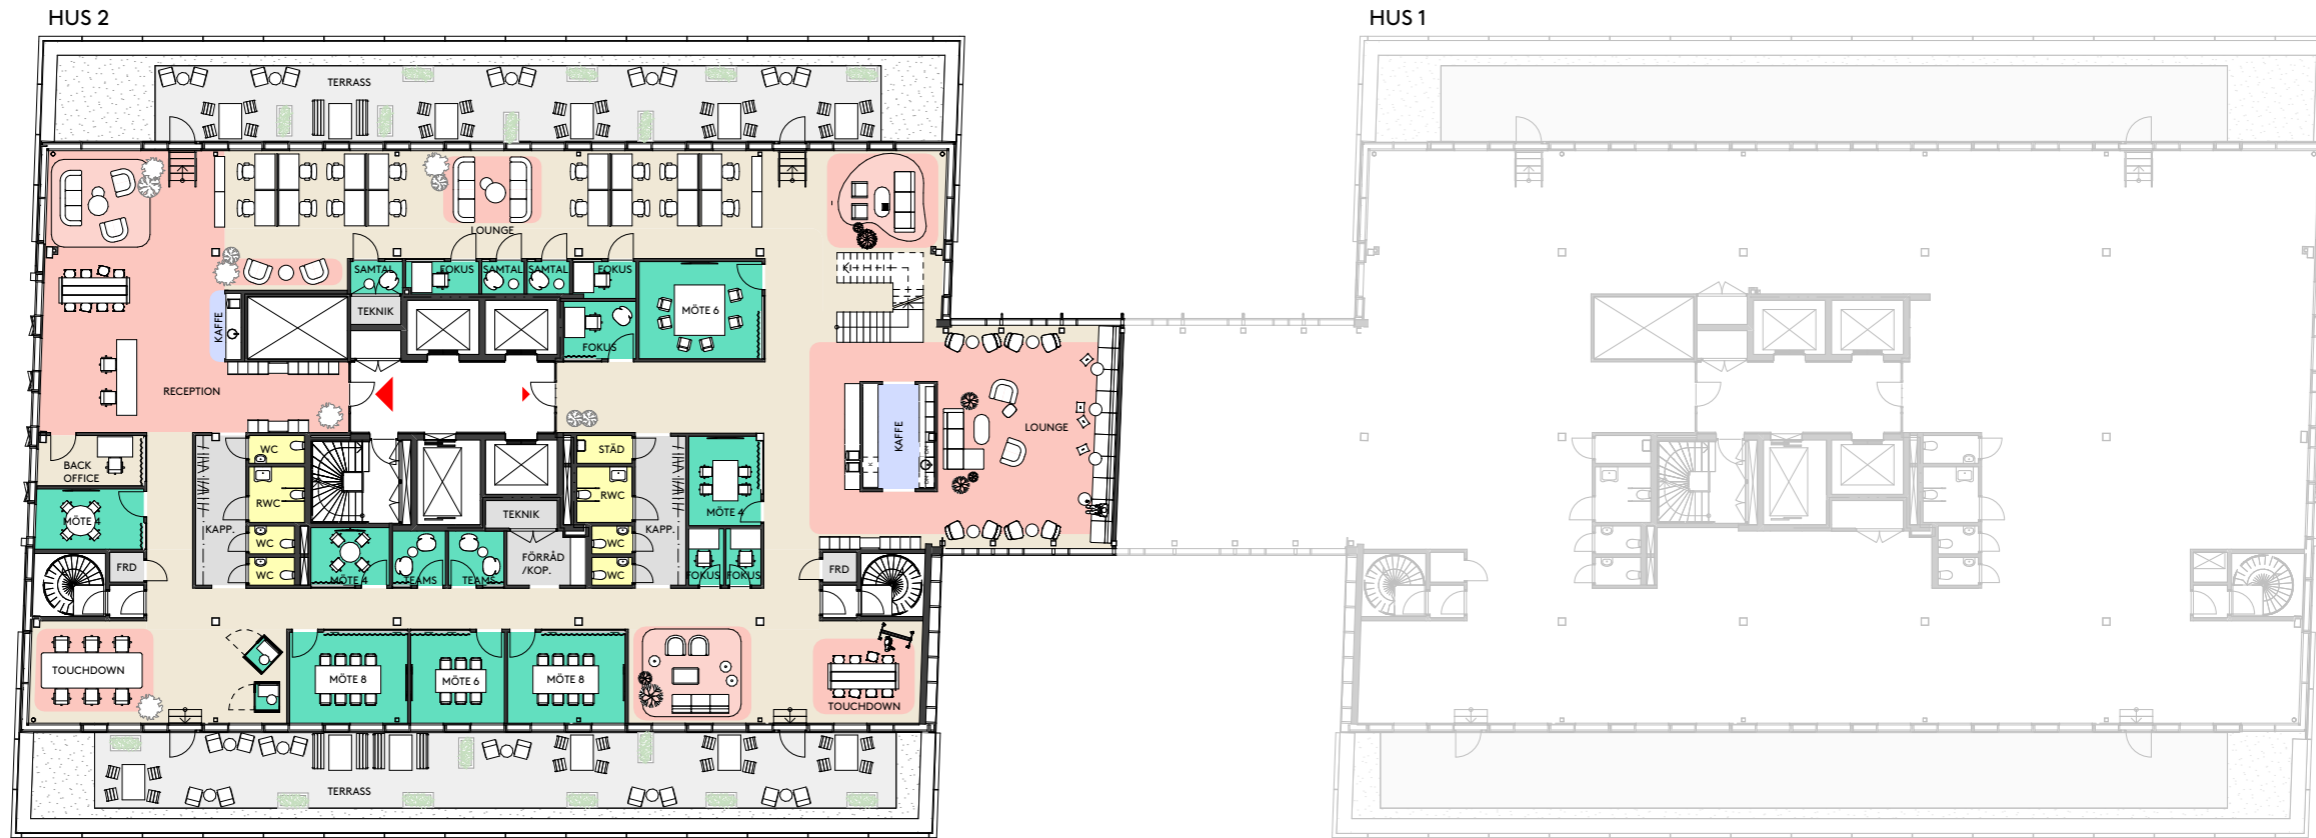 HUS 2
HUS 1
TERRASS
LOUNGE
SAMTAL
FOKUS
SAMTAL
SAMTAL
FOKUS
TEKNIK
KAFFE
MÖTE 6
FOKUS
RECEPTION
KAFFE
LOUNGE
BACK
OFFICE
WC
STÄD
RWC
RWC
MÖTE 4
MÖTE 4
TEKNIK
KAPP.
KAPP.
WC
WC
FÖRRÅD
/KOP.
FRD
FRD
WC
MÖTE 4
TEAMS
TEAMS
WC
FOKUS
FOKUS
TOUCHDOWN
MÖTE 8
MÖTE 6
MÖTE 8
TOUCHDOWN
TERRASS